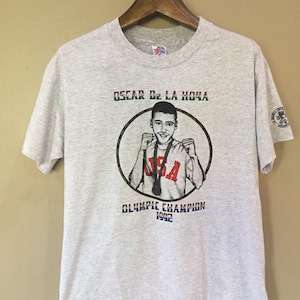 OSCAR De LA HOYA
USA
OLYMPIC CHAMPION
1992